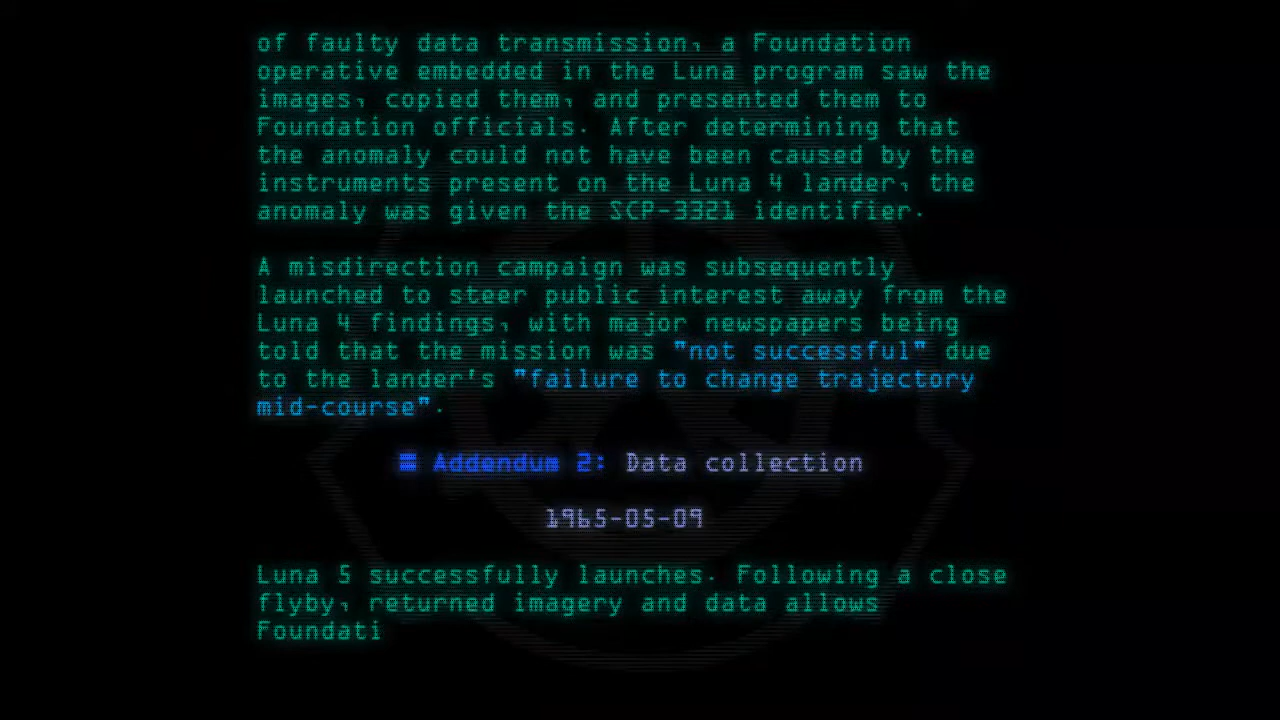 of faulty data transmission, a Foundation
operative embedded in the Luna program saw the
images, copied them, and presented them to
Foundation officials. After determining that
the anomaly could not have been caused by the
instruments present on the Luna 4 lander, the
anomaly was given the SCP-3321 identifier.
A misdirection campaign was subsequently
launched to steer public interest away from the
Luna 4 findings, with major newspapers being
told that the mission was "not successful" due
to the lander's "failure to change trajectory
mid-course".
Addendum 2: Data collection
1965-05-09
Luna 5 successfully launches. Following a close
flyby, returned imagery and data allows
Foundati